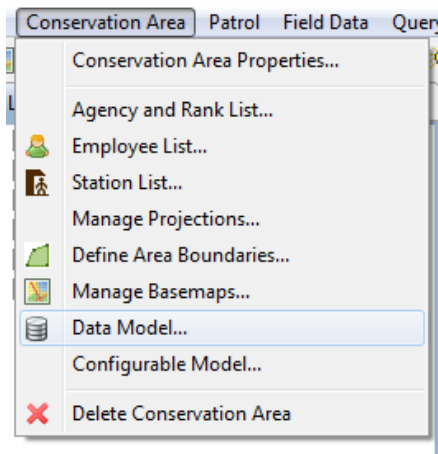 Conservation Area Patrol Field Data Query
Conservation Area Properties...
Agency and Rank List...
Employee List...
Station List...
Manage Projections...
Define Area Boundaries...
Manage Basemaps...
Data Model...
Configurable Model...
Delete Conservation Area